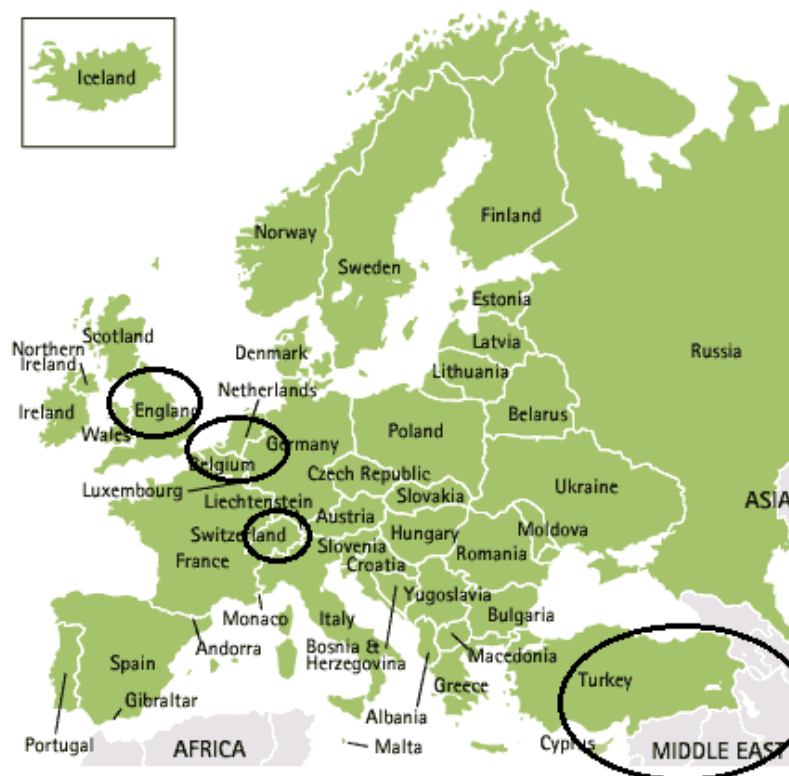 Iceland
Norway
Finland
Sweden
Estonia
Scotland
Latvia
Russia
Northern
Ireland
Denmark
Lithuania
Netherlands
Ireland
England
Belarus
Wales
Germany
Poland
Belgium
Czech Republic
Luxembourg
Slovakia
Ukraine
Liechtenstein
ASIA
Austria
Switzerland
Hungary
Moldova
Slovenia
Romania
France
Croatia
Yugoslavia
Monaco
Italy
Bulgaria
Andorra
Bosnia &
Herzegovina
Macedonia
Spain
Turkey
Greece
Gibraltar
Albania
Portugal
AFRICA
Malta
Cyprus
MIDDLE EAST